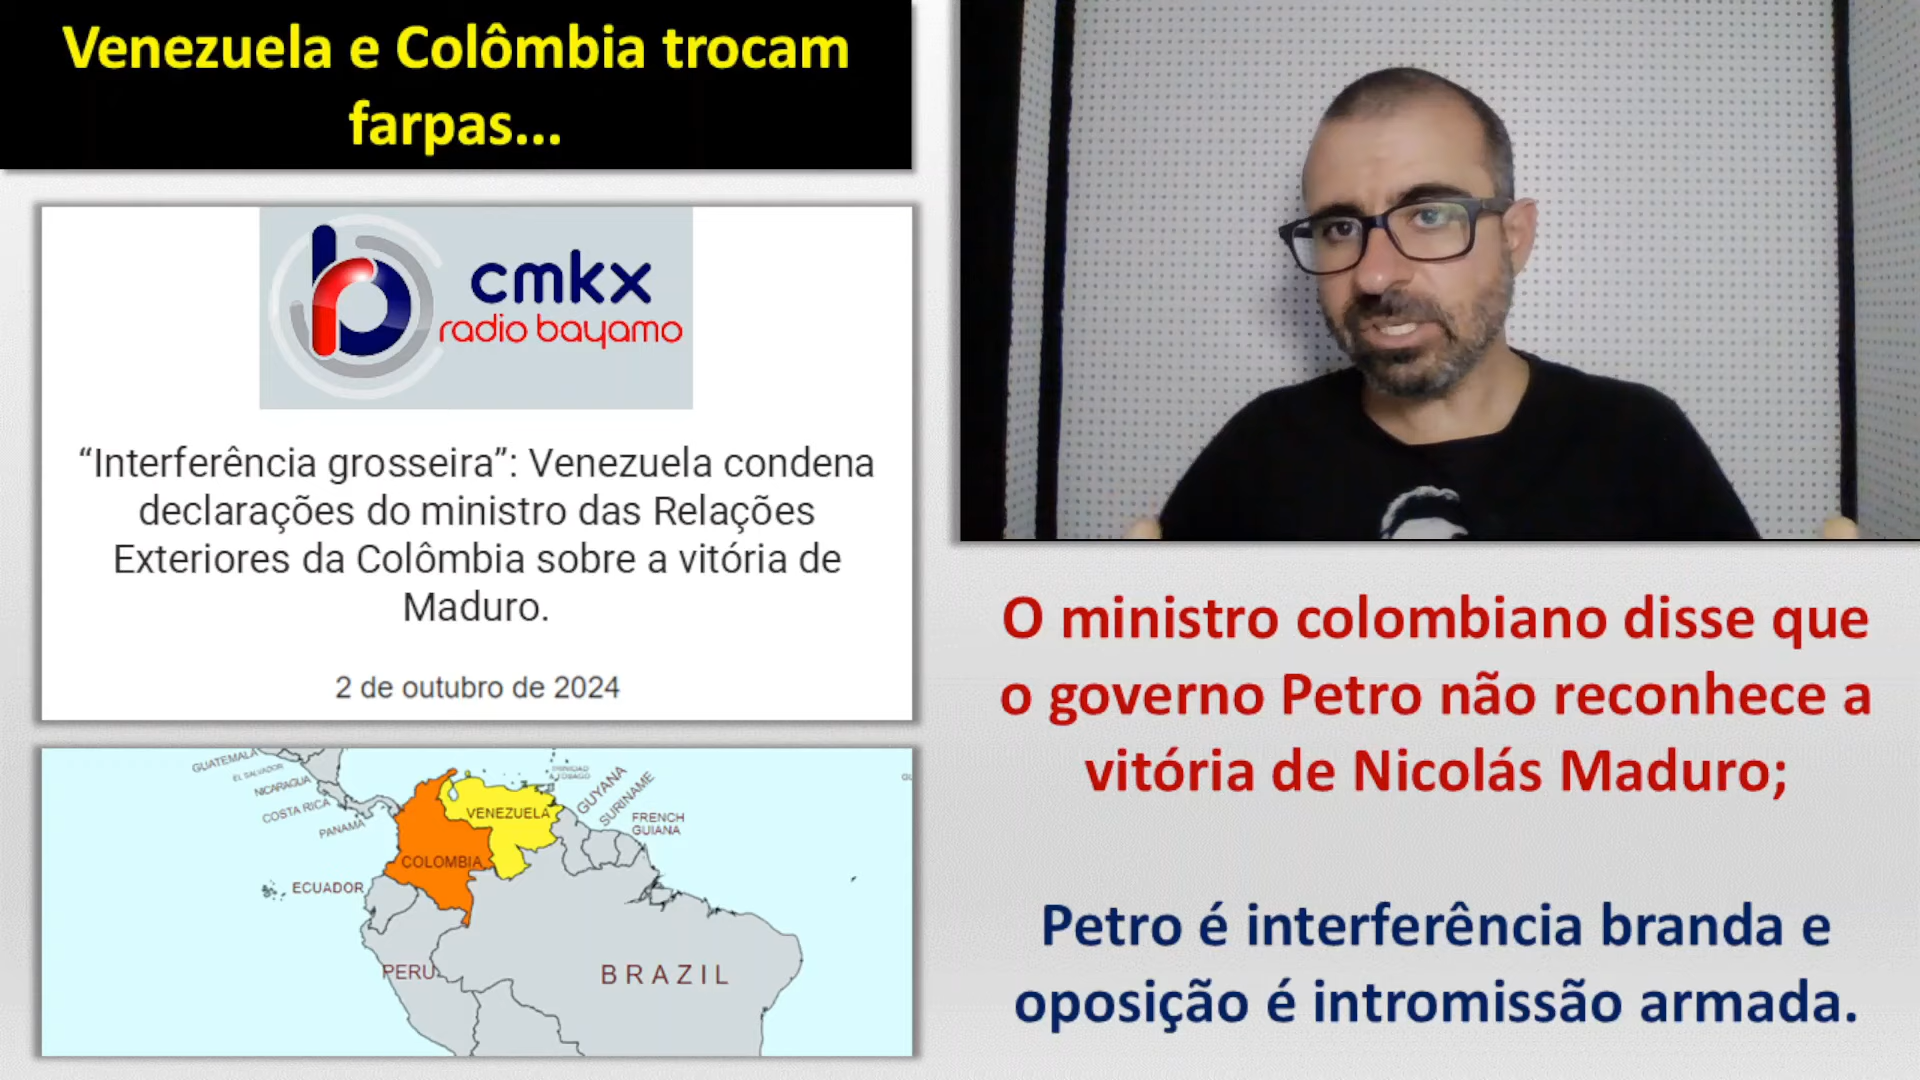 Venezuela e Colômbia trocam
farpas...
cmkx
radio bayamo
“Interferência grosseira”: Venezuela condena
declarações do ministro das Relações
Exteriores da Colômbia sobre a vitória de
Maduro.
2 de outubro de 2024
O ministro colombiano disse que
o governo Petro não reconhece a
vitória de Nicolás Maduro;
Petro é interferência branda e
oposição é intromissão armada.
GUATEMALA
EL SALVADOR
NICARAGUA
COSTA RICA
PANAMA
TRINIDAD
& TOBAGO
VENEZUELA
GUYANA
SURINAME
FRENCH
GUIANA
COLOMBIA
ECUADOR
PERU
BRAZIL